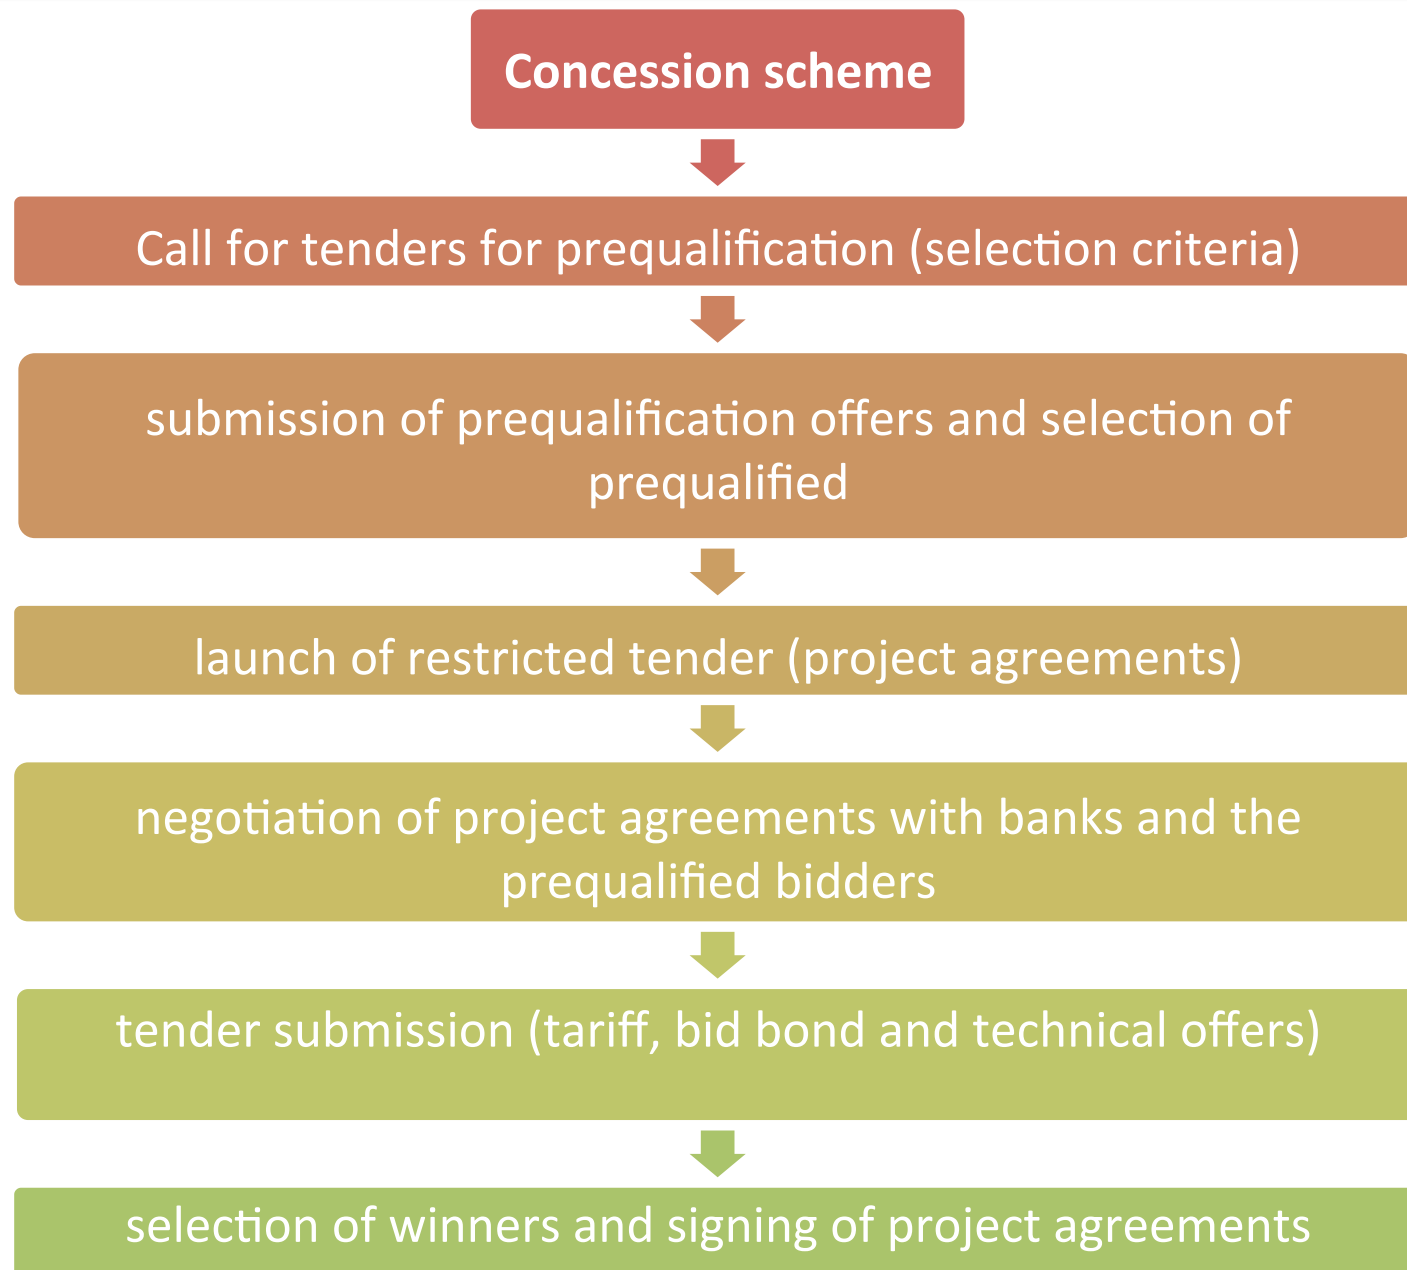 Concession scheme
Call for tenders for prequalification (selection criteria)
submission of prequalification offers and selection of
prequalified
launch of restricted tender (project agreements)
negotiation of project agreements with banks and the
prequalified bidders
tender submission (tariff, bid bond and technical offers)
selection of winners and signing of project agreements